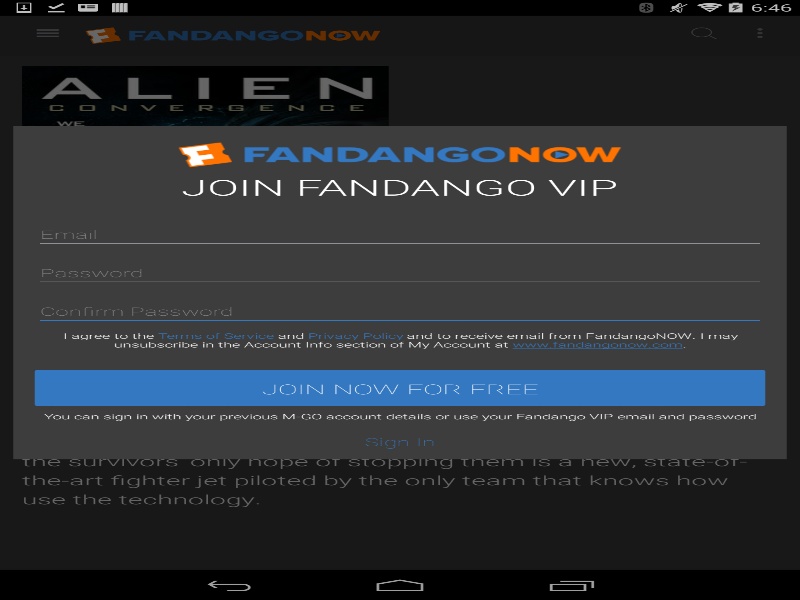 6:46
FANDANGONOW
ALIEN
CONVERGENCE
WE
FANDANGONOW
JOIN FANDANGO VIP
Email
Password
Confirm Password
I agree to the Terms of Service and Privacy Policy and to receive email from FandangoNOW. I may
unsubscribe in the Account Info section of My Account at www.fandangonow.com.
JOIN NOW FOR FREE
You can sign in with your previous M-GO account details or use your Fandango VIP email and password
Sign In
the survivors' only hope of stopping them is a new, state-of-
the-art fighter jet piloted by the only team that knows how
use the technology.